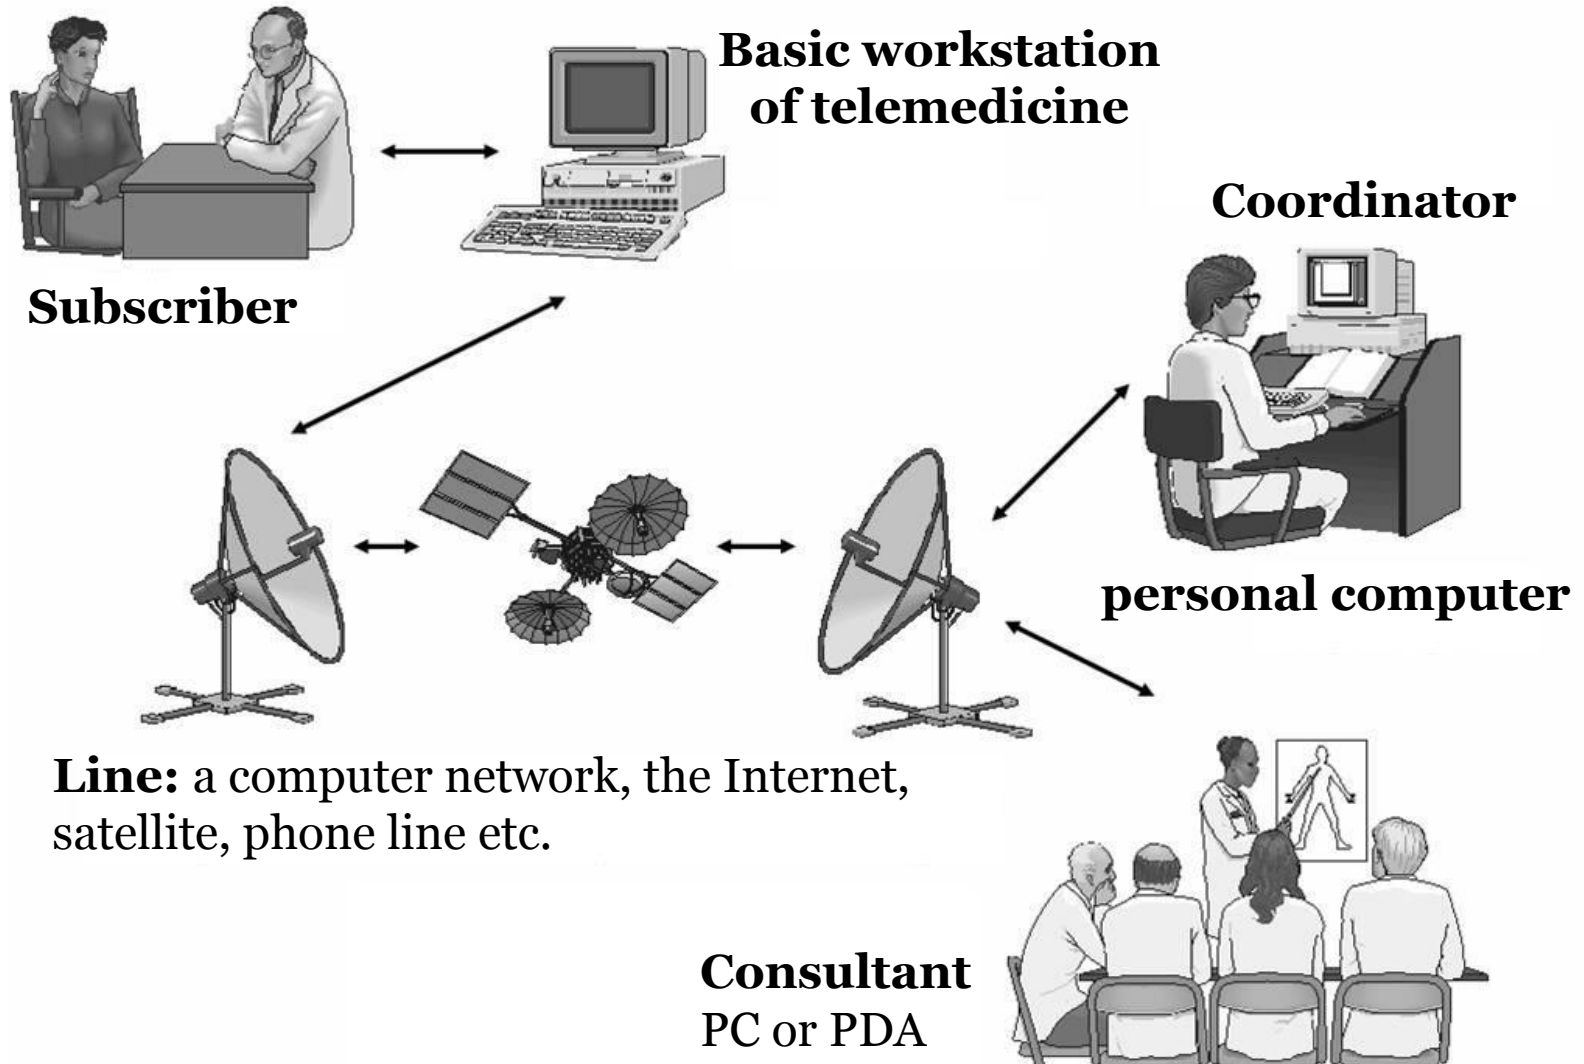 Basic workstation
of telemedicine
Coordinator
Subscriber
personal computer
Line: a computer network, the Internet,
satellite, phone line etc.
Consultant
PC or PDA